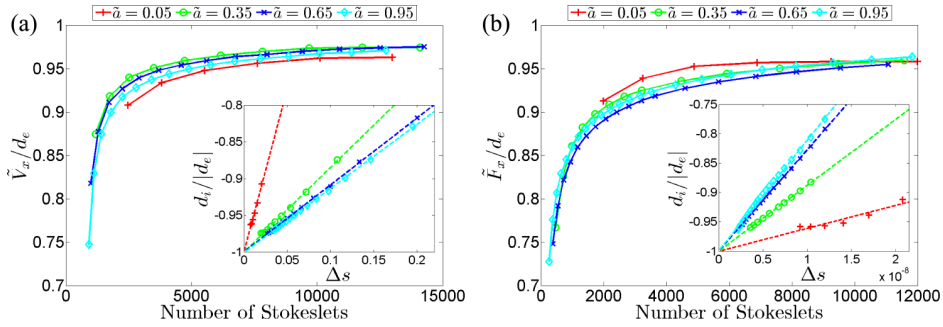 ã = 0.05 ã = 0.35 ã = 0.65 ã = 0.95
(a)
Ṽx/de
1
0.95
0.9
0.85
0.8
0.75
0.7
0 5000 10000 15000
Number of Stokeslets
di/|de|
-0.8
-0.85
-0.9
-0.95
-1
0 0.05 0.1 0.15 0.2
Δs
ã = 0.05 ã = 0.35 ã = 0.65 ã = 0.95
(b)
F̃x/de
1
0.95
0.9
0.85
0.8
0.75
0.7
0 2000 4000 6000 8000 10000 12000
Number of Stokeslets
di/|de|
-0.75
-0.8
-0.85
-0.9
-0.95
-1
0 0.5 1 1.5 2
Δs
x 10⁻⁸